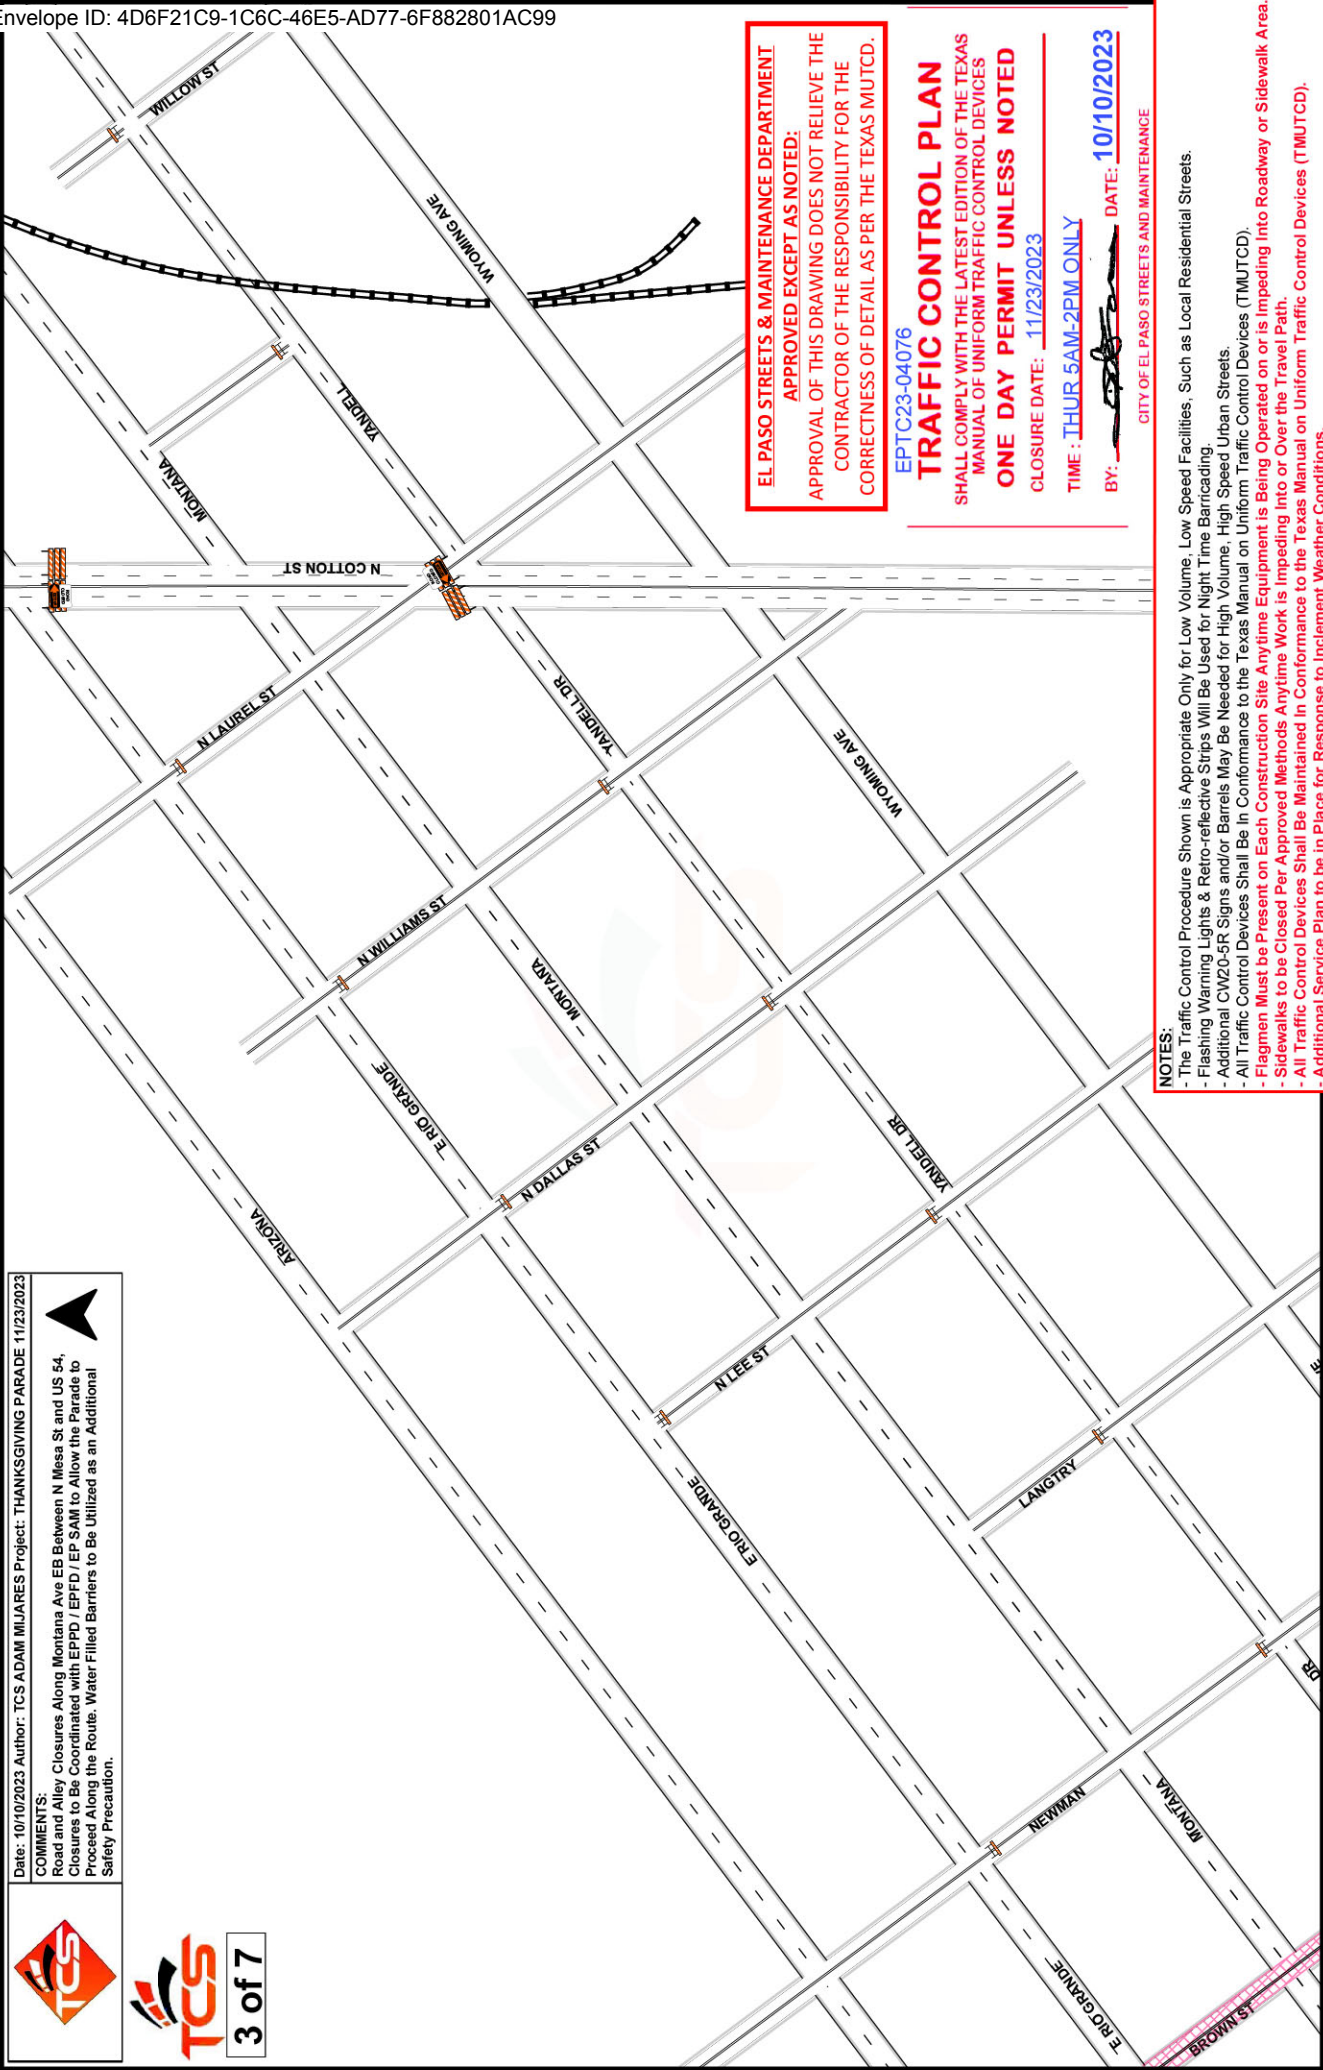 Envelope ID: 4D6F21C9-1C6C-46E5-AD77-6F882801AC99
Date: 10/10/2023 Author: TCS ADAM MIJARES Project: THANKSGIVING PARADE 11/23/2023
COMMENTS:
Road and Alley Closures Along Montana Ave EB Between N Mesa St and US 54,
Closures to Be Coordinated with EPPD / EPFD / EP SAM to Allow the Parade to
Proceed Along the Route. Water Filled Barriers to Be Utilized as an Additional
Safety Precaution.
TCS
TCS
3 of 7
ARIZONA
E RIO GRANDE
E RIO GRANDE
E RIO GRANDE
MONTANA
MONTANA
MONTANA
YANDELL
YANDELL DR
YANDELL DR
DR
WYOMING AVE
WYOMING AVE
WILLOW ST
N COTTON ST
N LAUREL ST
N WILLIAMS ST
N DALLAS ST
N LEE ST
LANGTRY
NEWMAN
BROWN ST
EL PASO STREETS & MAINTENANCE DEPARTMENT
APPROVED EXCEPT AS NOTED:
APPROVAL OF THIS DRAWING DOES NOT RELIEVE THE
CONTRACTOR OF THE RESPONSIBILITY FOR THE
CORRECTNESS OF DETAIL AS PER THE TEXAS MUTCD.
EPTC23-04076
TRAFFIC CONTROL PLAN
SHALL COMPLY WITH THE LATEST EDITION OF THE TEXAS
MANUAL OF UNIFORM TRAFFIC CONTROL DEVICES
ONE DAY PERMIT UNLESS NOTED
CLOSURE DATE: 11/23/2023
TIME: THUR 5AM-2PM ONLY
BY: DATE: 10/10/2023
CITY OF EL PASO STREETS AND MAINTENANCE
NOTES:
- The Traffic Control Procedure Shown is Appropriate Only for Low Volume, Low Speed Facilities, Such as Local Residential Streets.
- Flashing Warning Lights & Retro-reflective Strips Will Be Used for Night Time Barricading.
- Additional CW20-5R Signs and/or Barrels May Be Needed for High Volume, High Speed Urban Streets.
- All Traffic Control Devices Shall Be In Conformance to the Texas Manual on Uniform Traffic Control Devices (TMUTCD).
- Flagmen Must be Present on Each Construction Site Anytime Equipment is Being Operated on or is Impeding Into Roadway or Sidewalk Area.
- Sidewalks to be Closed Per Approved Methods Anytime Work is Impeding Into or Over the Travel Path.
- All Traffic Control Devices Shall Be Maintained In Conformance to the Texas Manual on Uniform Traffic Control Devices (TMUTCD).
- Additional Service Plan to be in Place for Response to Inclement Weather Conditions.